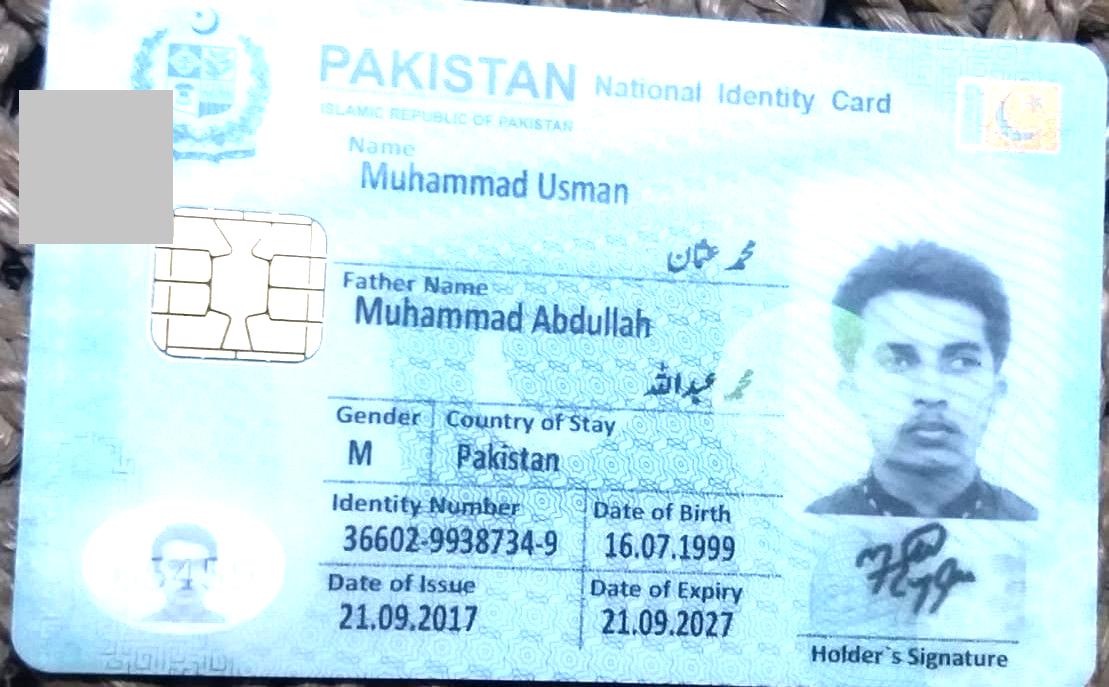 PAKISTAN National Identity Card
ISLAMIC REPUBLIC OF PAKISTAN
Name
Muhammad Usman
محمد عثمان
Father Name
Muhammad Abdullah
محمد عبداللہ
Gender Country of Stay
M Pakistan
Identity Number Date of Birth
36602-9938734-9 16.07.1999
Date of Issue Date of Expiry
21.09.2017 21.09.2027
Holder`s Signature